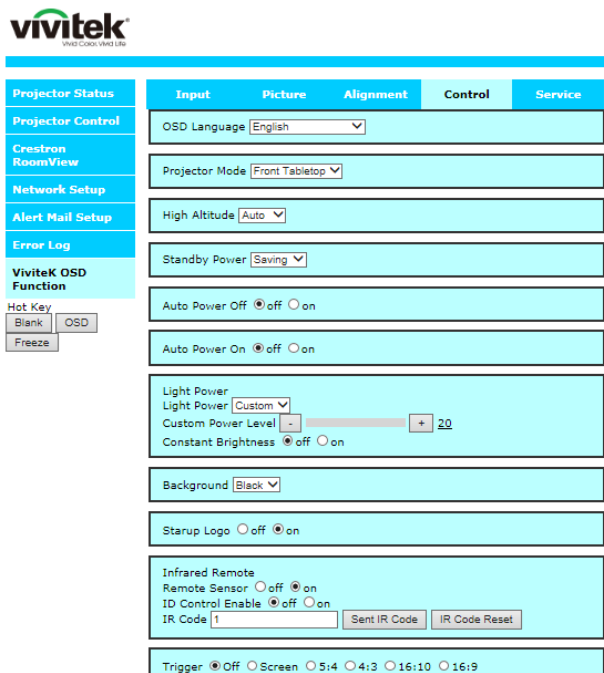 vivitek
Vivid Color, Vivid Life
Projector Status
Projector Control
Crestron
RoomView
Network Setup
Alert Mail Setup
Error Log
ViviteK OSD
Function
Hot Key
Blank OSD
Freeze
Input Picture Alignment Control Service
OSD Language English
Projector Mode Front Tabletop
High Altitude Auto
Standby Power Saving
Auto Power Off off on
Auto Power On off on
Light Power
Light Power Custom
Custom Power Level - + 20
Constant Brightness off on
Background Black
Starup Logo off on
Infrared Remote
Remote Sensor off on
ID Control Enable off on
IR Code 1 Sent IR Code IR Code Reset
Trigger Off Screen 5:4 4:3 16:10 16:9